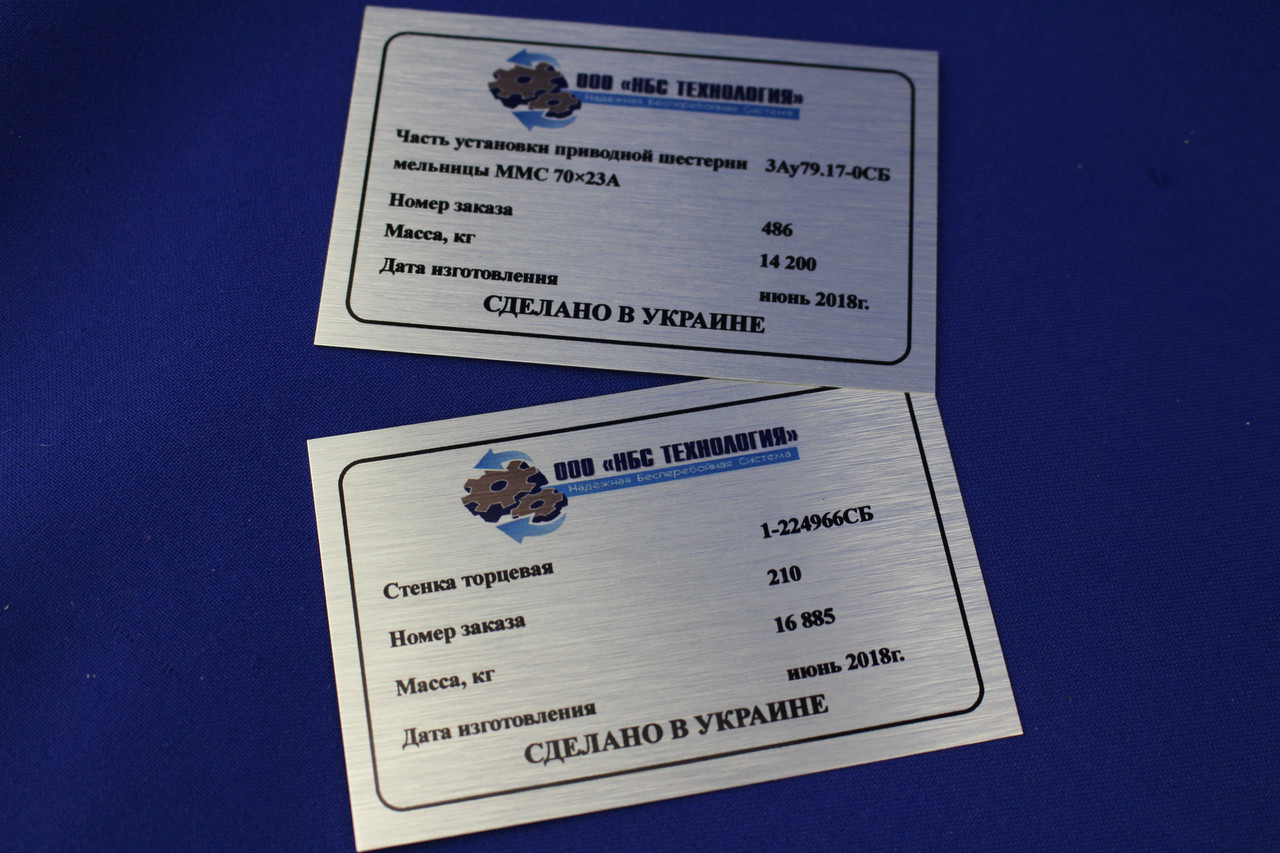 ООО «НБС ТЕХНОЛОГИЯ»
Надежная Бесперебойная Система
Часть установки приводной шестерни 3Ау79.17-0СБ
мельницы ММС 70×23А
Номер заказа 486
Масса, кг 14 200
Дата изготовления июнь 2018г.
СДЕЛАНО В УКРАИНЕ
ООО «НБС ТЕХНОЛОГИЯ»
Надежная Бесперебойная Система
Стенка торцевая 1-224966СБ
Номер заказа 210
Масса, кг 16 885
Дата изготовления июнь 2018г.
СДЕЛАНО В УКРАИНЕ